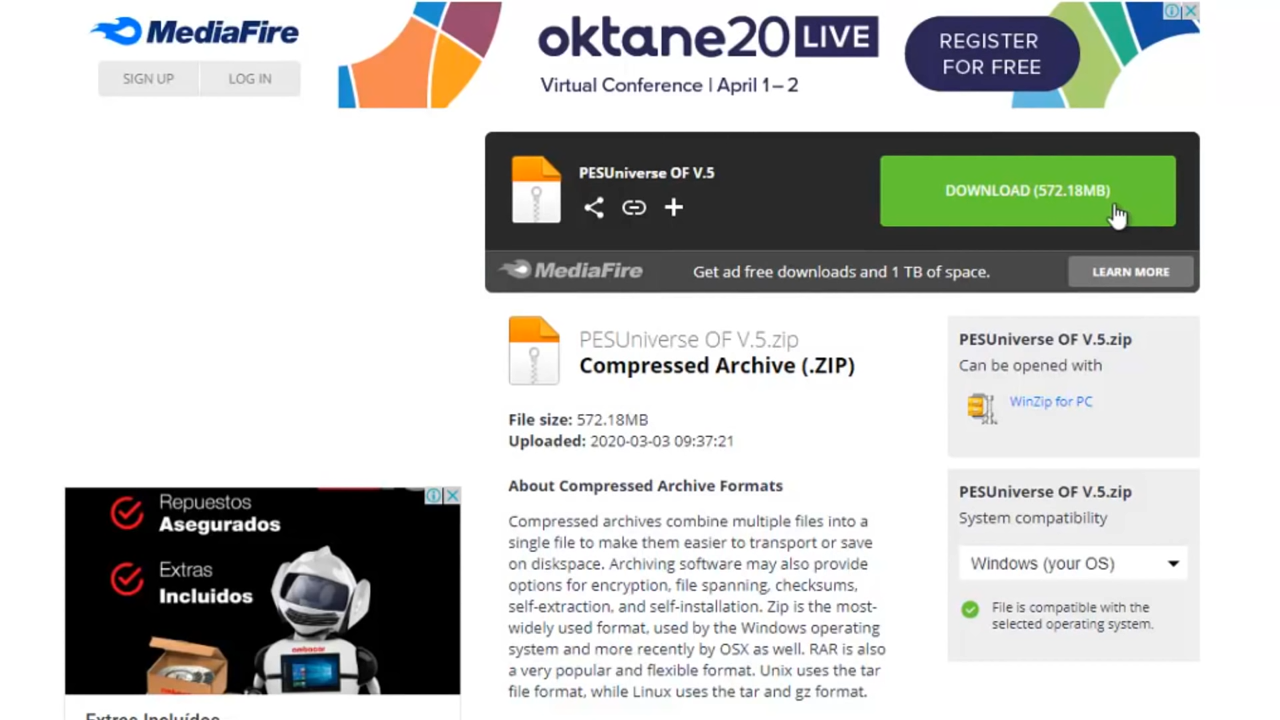 MediaFire
SIGN UP
LOG IN
oktane20 LIVE
Virtual Conference | April 1 – 2
REGISTER
FOR FREE
PESUniverse OF V.5
DOWNLOAD (572.18MB)
MediaFire
Get ad free downloads and 1 TB of space.
LEARN MORE
PESUniverse OF V.5.zip
Compressed Archive (.ZIP)
File size: 572.18MB
Uploaded: 2020-03-03 09:37:21
About Compressed Archive Formats
Compressed archives combine multiple files into a
single file to make them easier to transport or save
on diskspace. Archiving software may also provide
options for encryption, file spanning, checksums,
self-extraction, and self-installation. Zip is the most-
widely used format, used by the Windows operating
system and more recently by OSX as well. RAR is also
a very popular and flexible format. Unix uses the tar
file format, while Linux uses the tar and gz format.
PESUniverse OF V.5.zip
Can be opened with
WinZip for PC
PESUniverse OF V.5.zip
System compatibility
Windows (your OS)
File is compatible with the
selected operating system.
Repuestos
Asegurados
Extras
Incluidos
Extras Incluídos